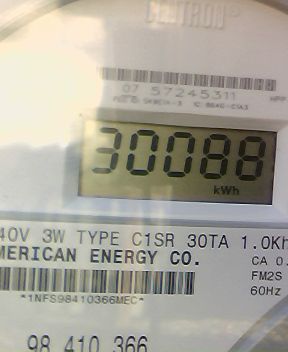 CENTRON®
07 57245311
30088
kWh
40V 3W TYPE C1SR 30TA 1.0Kh
MERICAN ENERGY CO.
CA 0.
FM2S
60Hz
*1NFS98410366MEC*
98 410 366